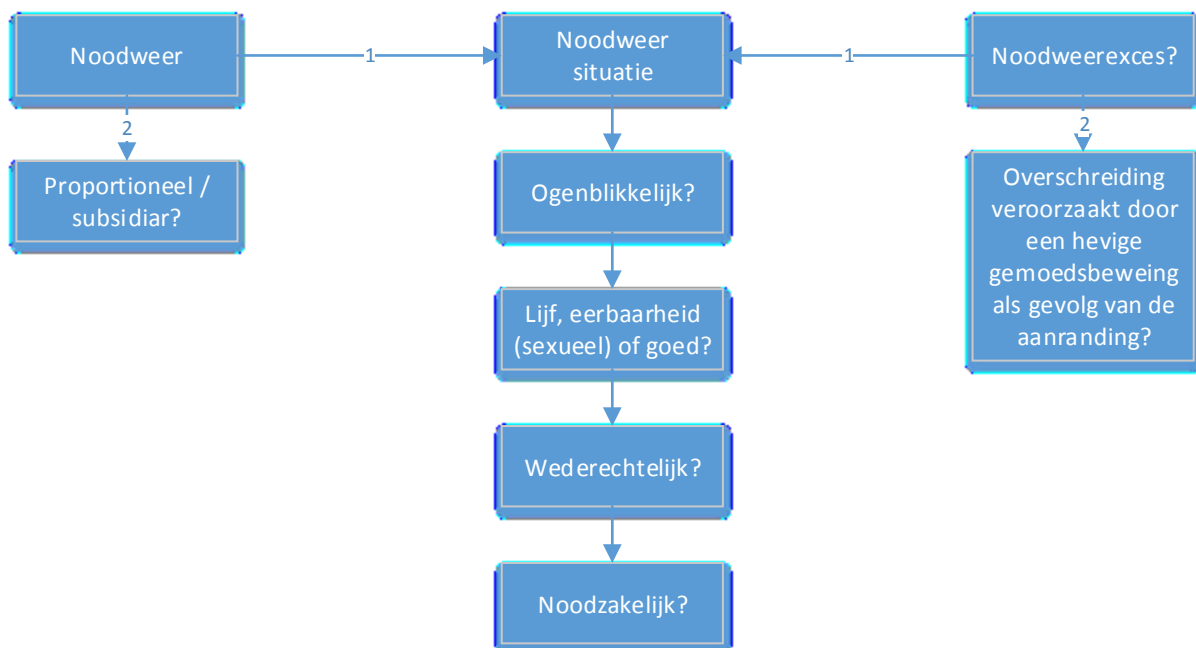 Noodweer
1
Noodweer
situatie
1
Noodweerexces?
2
2
Proportioneel /
subsidiar?
Ogenblikkelijk?
Overschreiding
veroorzaakt door
een hevige
gemoedsbeweing
als gevolg van de
aanranding?
Lijf, eerbaarheid
(sexueel) of goed?
Wederechtelijk?
Noodzakelijk?